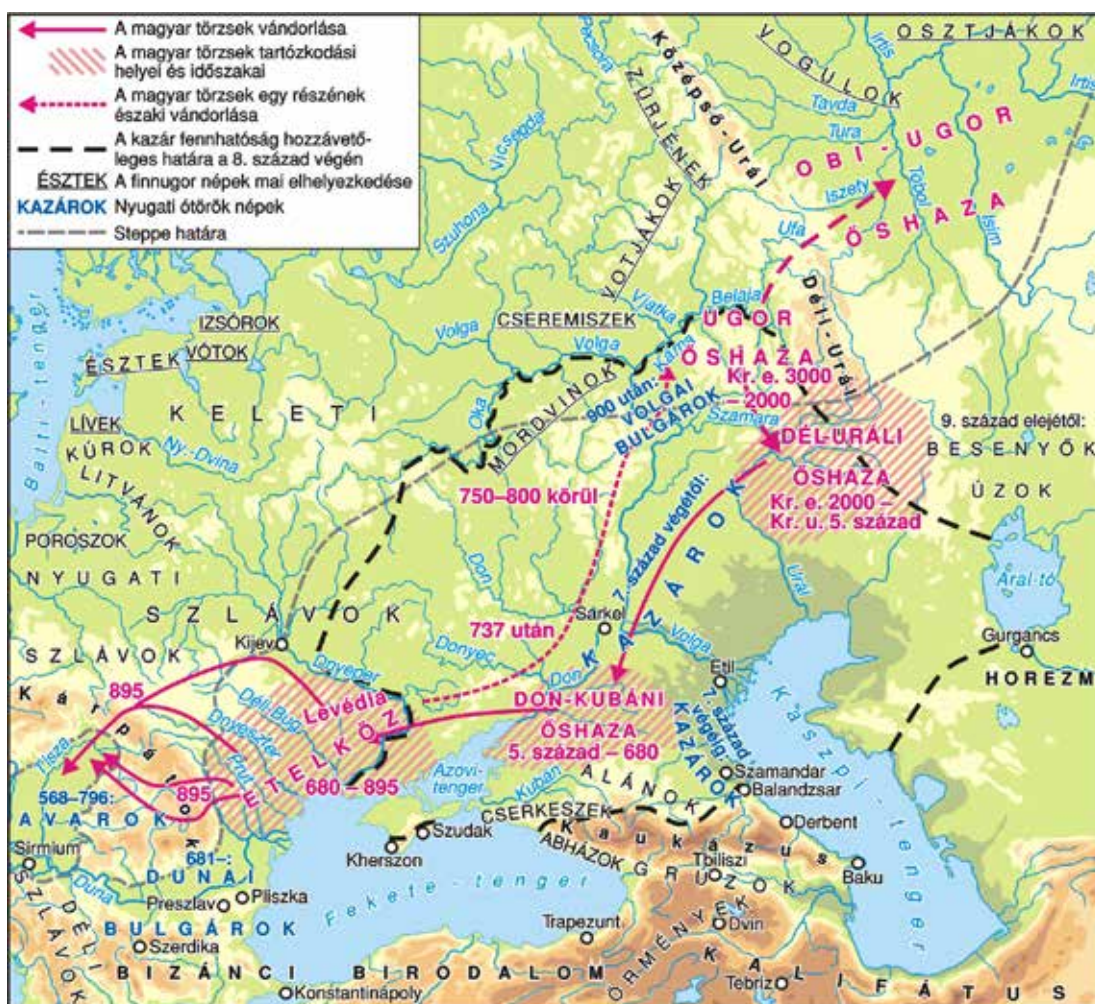 A magyar törzsek vándorlása
A magyar törzsek tartózkodási
helyei és időszakai
A magyar törzsek egy részének
északi vándorlása
A kazár fennhatóság hozzávető-
leges határa a 8. század végén
ÉSZTEK A finnugor népek mai elhelyezkedése
KAZÁROK Nyugati ótörök népek
Steppe határa
Pecsora
Középső-Urál
VOGULOK
OSZTJÁKOK
Irtis
Irtis
ZÜRJÉNEK
Tavda
Tura
Vicsegda
OBI-UGOR
ŐSHAZA
Iszety
Tobol
Isim
Szuhona
VOTJÁKOK
Ufa
Déli-Urál
Belaja
Vjatka
UGOR
ŐSHAZA
Kr. e. 3000
– 2000
Káma
IZSÓROK
VÓTOK
ÉSZTEK
CSEREMISZEK
Volga
Volga
Balti-tenger
KELETI
Oka
MORDVINOK
900 után:
VOLGAI
BULGÁROK
Szamara
LÍVEK
KÚROK
LITVÁNOK
Ny.-Dvina
DÉL-URÁLI
ŐSHAZA
Kr. e. 2000 –
Kr. u. 5. század
9. század elejétől:
BESENYŐK
ÚZOK
750–800 körül
POROSZOK
NYUGATI
SZLÁVOK
Don
7. század végétől:
KAZÁROK
Urál
Aral-tó
Sarkel
Volga
737 után
Kijev
SZLÁVOK
Dnyeper
Donyec
Don
Gurgancs
HOREZM
Etil
895
Kárpátok
Levédia
Déli-Bug
Dnyeszter
Prut
ETELKÖZ
680–895
DON-KUBÁNI
ŐSHAZA
5. század – 680
7. század
végéig:
KAZÁROK
Kaszpi-tenger
Tisza
895
Azovi-
tenger
Kubán
ALÁNOK
Szamandar
Balandzsar
568–796:
AVAROK
CSERKESZEK
Kaukázus
Derbent
Szudak
Kherszon
ABHÁZOK
GRÚZOK
Tbiliszi
Baku
Sirmium
681–:
DUNAI
Duna
Pliszka
Preszlav
DÉLI
SZLÁVOK
BULGÁROK
Szerdika
Fekete-tenger
Trapezunt
ÖRMÉNYEK
Dvin
BIZÁNCI BIRODALOM
Konstantinápoly
Tebriz
KALIFÁTUS